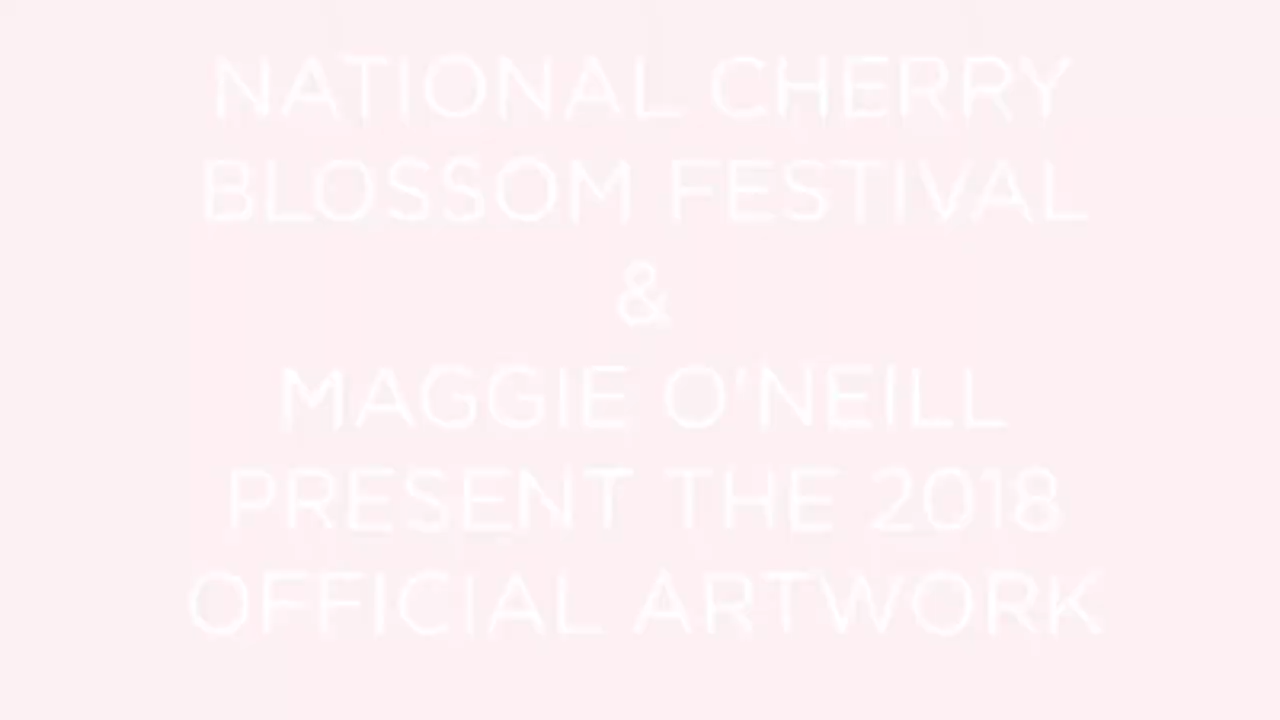 NATIONAL CHERRY
BLOSSOM FESTIVAL
&
MAGGIE O'NEILL
PRESENT THE 2018
OFFICIAL ARTWORK